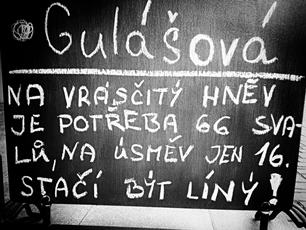 Gulášová
NA VRÁSČITÝ HNĚV
JE POTŘEBA 66 SVA-
LŮ, NA ÚSMĚV JEN 16.
STAČÍ BÝT LÍNÝ!